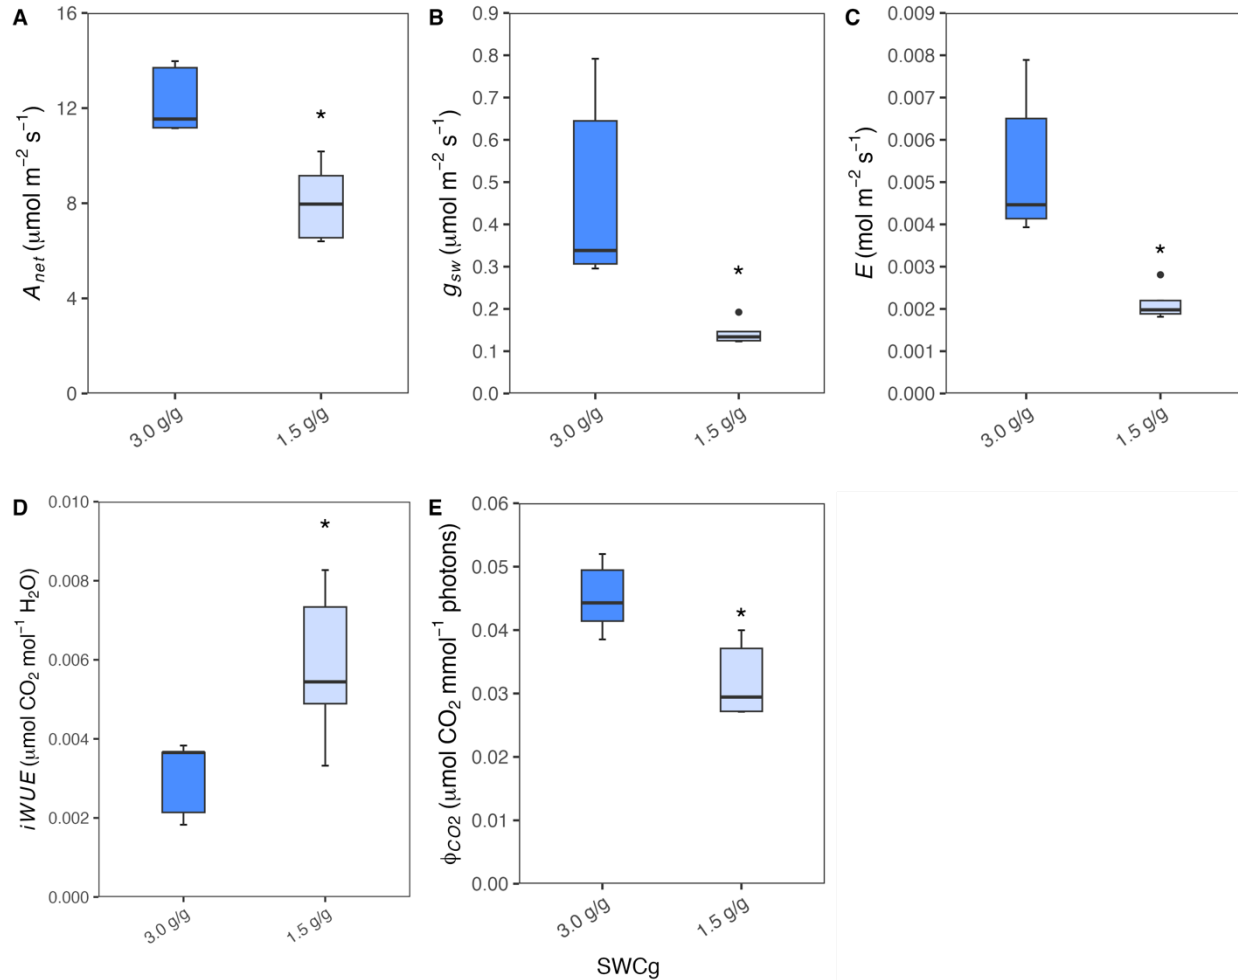 A
16
12
8
4
0
A_net (μmol m⁻² s⁻¹)
*
3.0 g/g
1.5 g/g
B
0.9
0.8
0.7
0.6
0.5
0.4
0.3
0.2
0.1
0.0
g_sw (μmol m⁻² s⁻¹)
*
3.0 g/g
1.5 g/g
C
0.009
0.008
0.007
0.006
0.005
0.004
0.003
0.002
0.001
0.000
E (mol m⁻² s⁻¹)
*
3.0 g/g
1.5 g/g
D
0.010
0.008
0.006
0.004
0.002
0.000
iWUE (μmol CO₂ mol⁻¹ H₂O)
*
3.0 g/g
1.5 g/g
E
0.06
0.05
0.04
0.03
0.02
0.01
0.00
ϕ_CO2 (μmol CO₂ mmol⁻¹ photons)
*
3.0 g/g
1.5 g/g
SWCg